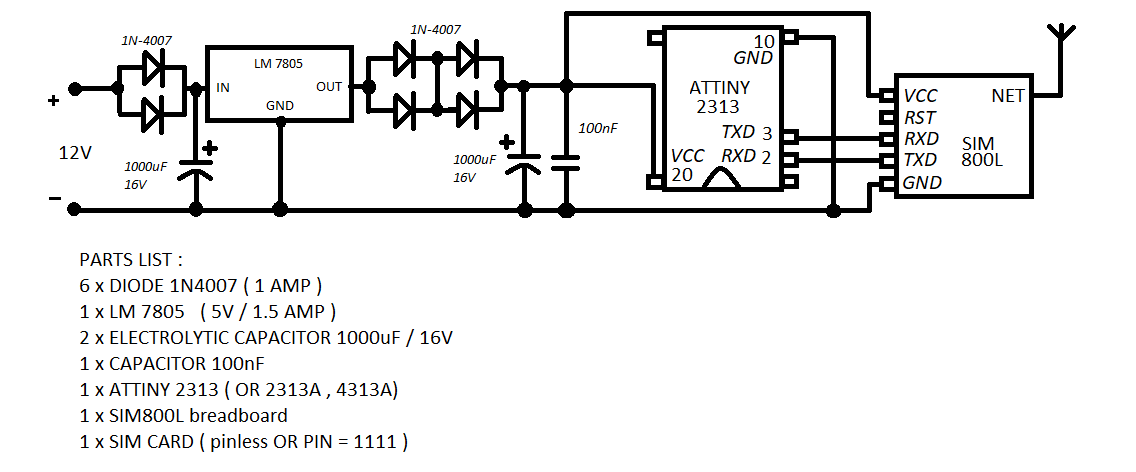 1N-4007
1N-4007
LM 7805
IN
OUT
GND
+
12V
−
+
1000uF
16V
+
1000uF
16V
100nF
10
GND
ATTINY
2313
TXD 3
VCC RXD 2
20
VCC
NET
RST
RXD
SIM
TXD
800L
GND
PARTS LIST :
6 x DIODE 1N4007 ( 1 AMP )
1 x LM 7805 ( 5V / 1.5 AMP )
2 x ELECTROLYTIC CAPACITOR 1000uF / 16V
1 x CAPACITOR 100nF
1 x ATTINY 2313 ( OR 2313A , 4313A)
1 x SIM800L breadboard
1 x SIM CARD ( pinless OR PIN = 1111 )